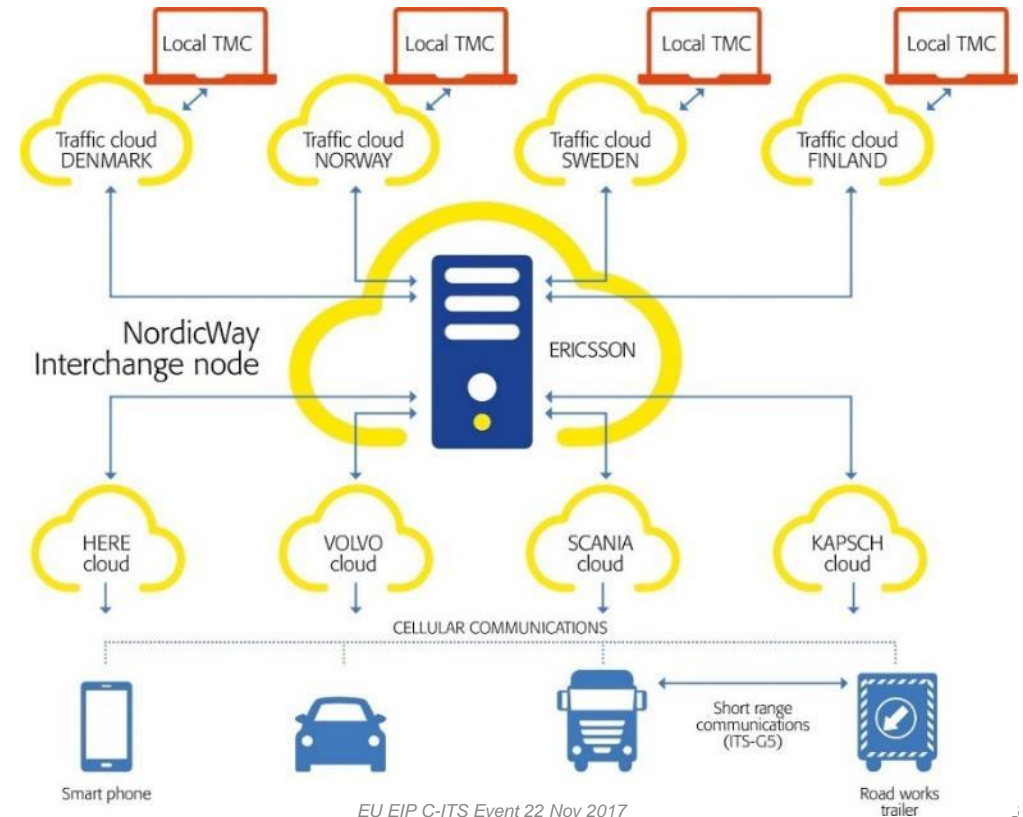 Local TMC
Local TMC
Local TMC
Local TMC
Traffic cloud
DENMARK
Traffic cloud
NORWAY
Traffic cloud
SWEDEN
Traffic cloud
FINLAND
NordicWay
Interchange node
ERICSSON
HERE
cloud
VOLVO
cloud
SCANIA
cloud
KAPSCH
cloud
CELLULAR COMMUNICATIONS
Short range
communications
(ITS-G5)
Smart phone
Road works
trailer
EU EIP C-ITS Event 22 Nov 2017